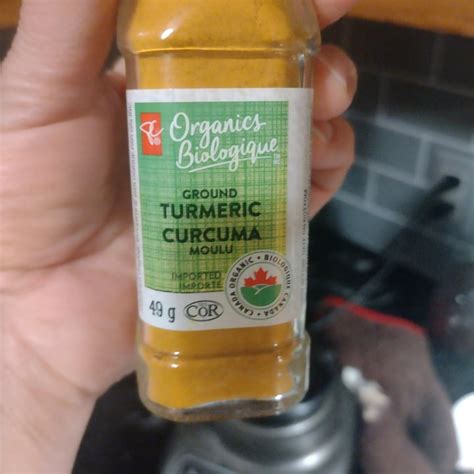 PC
Organics
Biologique
GROUND
TURMERIC
CURCUMA
MOULU
IMPORTED
IMPORTÉ
49 g
COR
CANADA ORGANIC • BIOLOGIQUE CANADA •